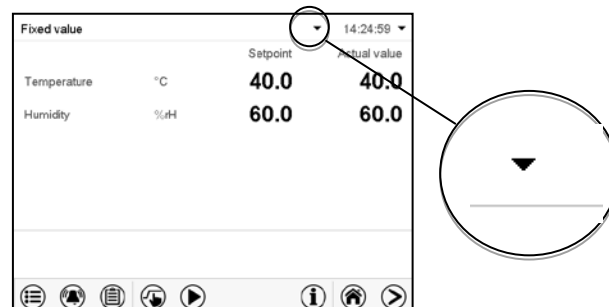 Fixed value 14:24:59
Setpoint Actual value
Temperature °C 40.0 40.0
Humidity %rH 60.0 60.0